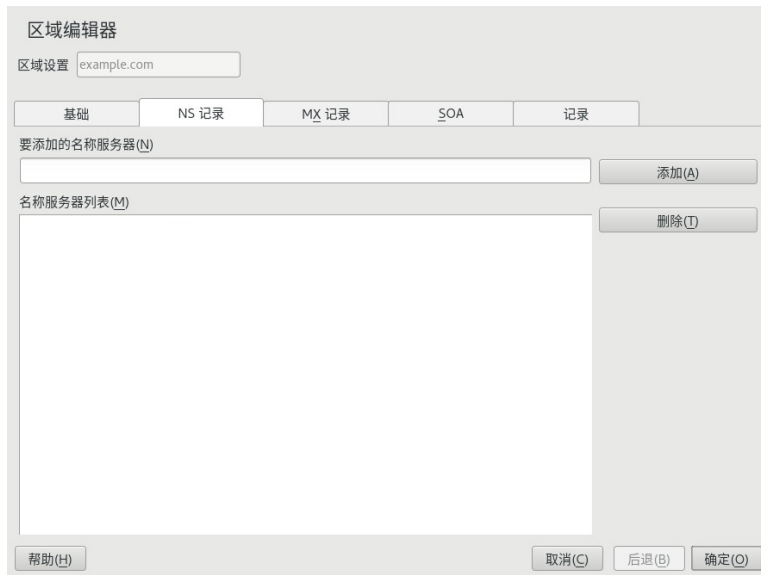 区域编辑器
区域设置 example.com
基础 NS 记录 MX 记录 SOA 记录
要添加的名称服务器(N)
添加(A)
名称服务器列表(M)
删除(T)
帮助(H) 取消(C) 后退(B) 确定(O)